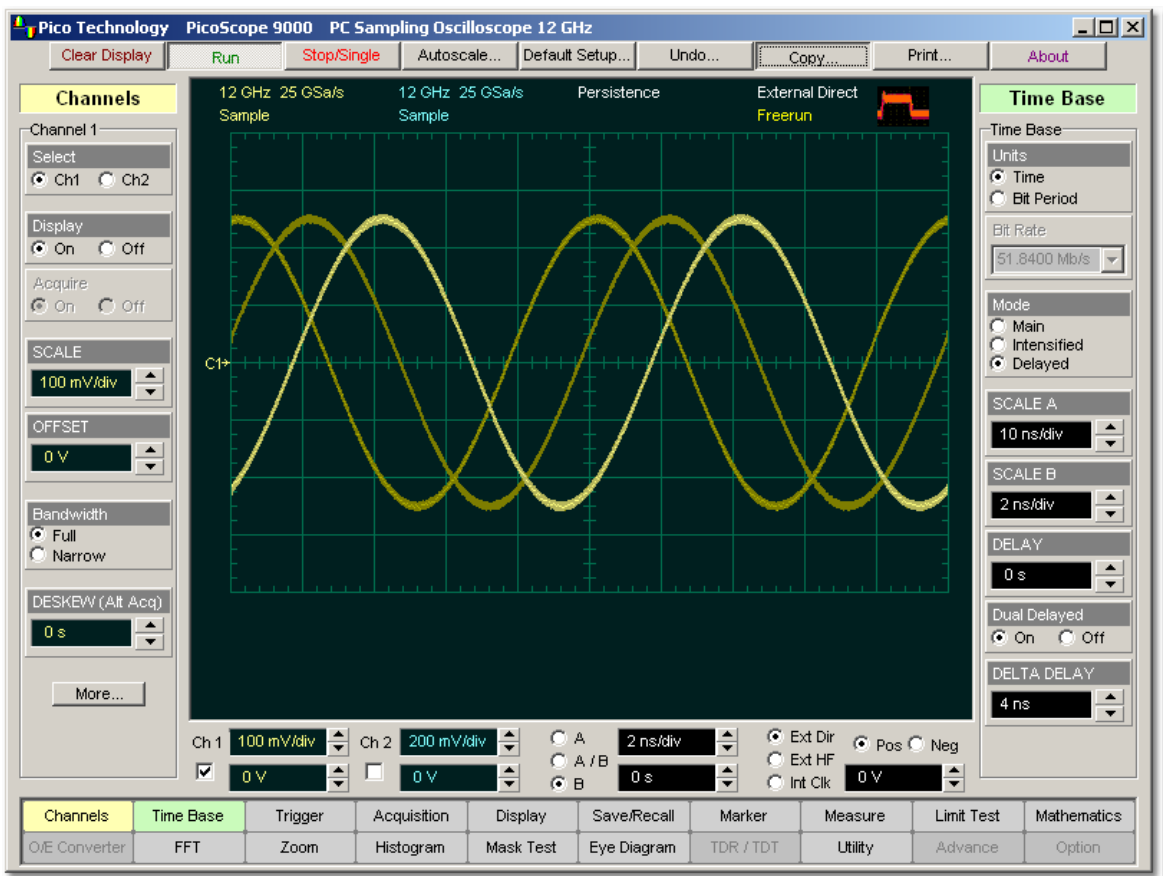 Pico Technology PicoScope 9000 PC Sampling Oscilloscope 12 GHz
Clear Display Run Stop/Single Autoscale... Default Setup... Undo... Copy... Print... About
Channels
Channel 1
Select
Ch1 Ch2
Display
On Off
Acquire
On Off
SCALE
100 mV/div
OFFSET
0 V
Bandwidth
Full
Narrow
DESKEW (Alt Acq)
0 s
More...
12 GHz 25 GSa/s 12 GHz 25 GSa/s Persistence External Direct
Sample Sample Freerun
C1
Time Base
Time Base
Units
Time
Bit Period
Bit Rate
51.8400 Mb/s
Mode
Main
Intensified
Delayed
SCALE A
10 ns/div
SCALE B
2 ns/div
DELAY
0 s
Dual Delayed
On Off
DELTA DELAY
4 ns
Ch 1 100 mV/div Ch 2 200 mV/div A 2 ns/div Ext Dir Pos Neg
A / B Ext HF
0 V 0 V B 0 s Int Clk 0 V
Channels Time Base Trigger Acquisition Display Save/Recall Marker Measure Limit Test Mathematics
O/E Converter FFT Zoom Histogram Mask Test Eye Diagram TDR / TDT Utility Advance Option